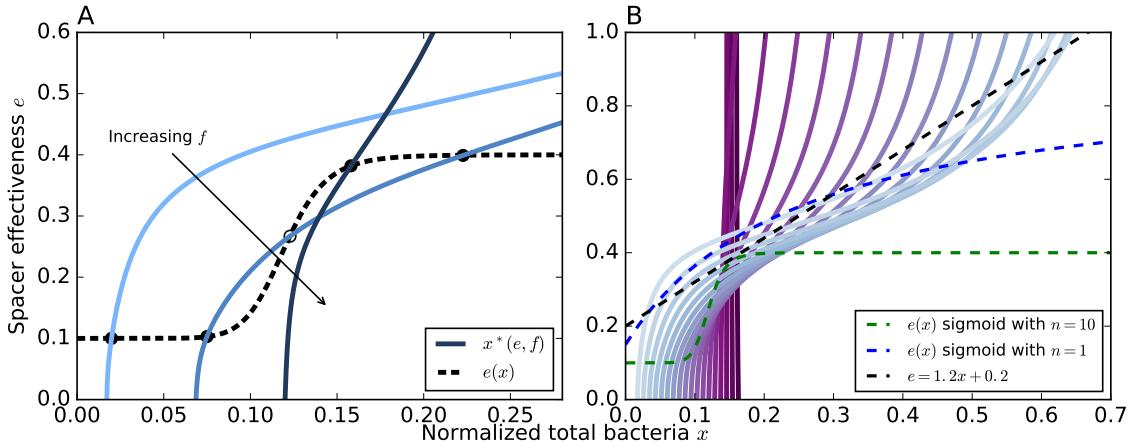 A
B
Spacer effectiveness e
0.6
0.5
0.4
0.3
0.2
0.1
0.0
Increasing f
x*(e, f)
e(x)
0.00 0.05 0.10 0.15 0.20 0.25
1.0
0.8
0.6
0.4
0.2
0.0
e(x) sigmoid with n = 10
e(x) sigmoid with n = 1
e = 1.2x + 0.2
0.0 0.1 0.2 0.3 0.4 0.5 0.6 0.7
Normalized total bacteria x